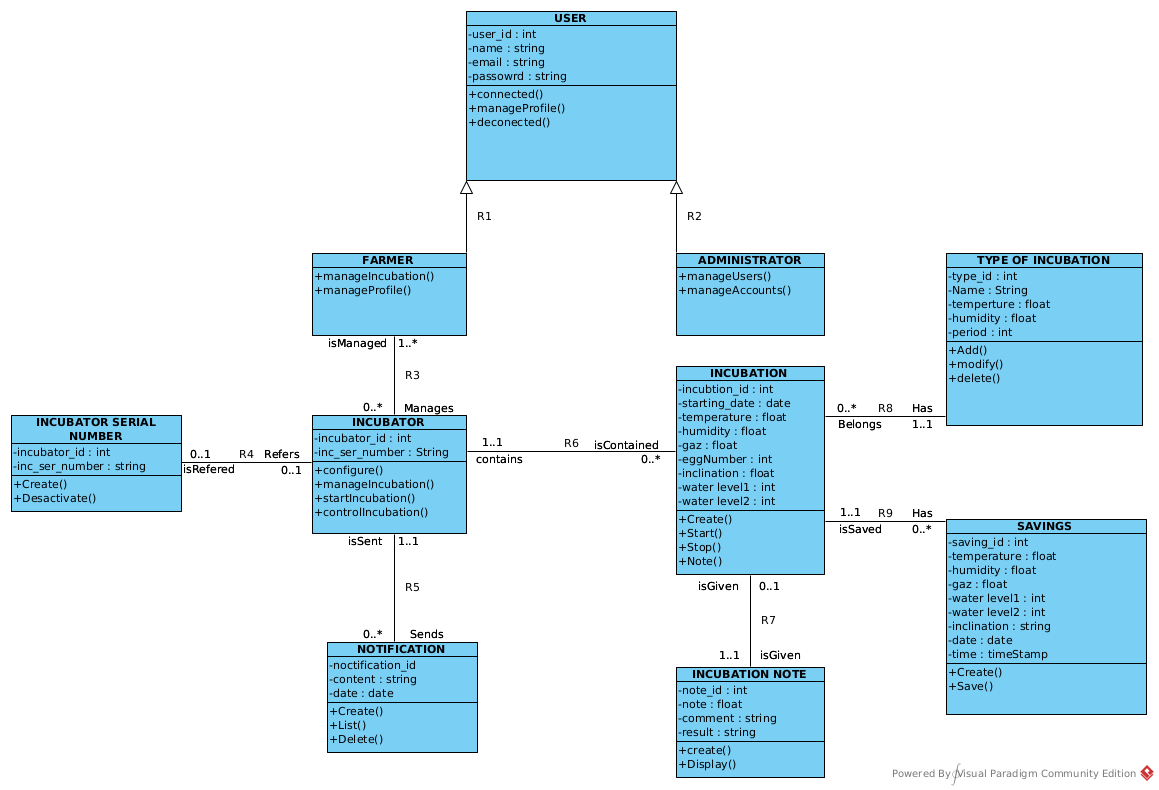 USER
-user_id : int
-name : string
-email : string
-passowrd : string
+connected()
+manageProfile()
+deconected()
R1
R2
FARMER
+manageIncubation()
+manageProfile()
ADMINISTRATOR
+manageUsers()
+manageAccounts()
TYPE OF INCUBATION
-type_id : int
-Name : String
-temperture : float
-humidity : float
-period : int
+Add()
+modify()
+delete()
isManaged 1..*
R3
0..* Manages
INCUBATOR SERIAL
NUMBER
-incubator_id : int
-inc_ser_number : string
+Create()
+Desactivate()
0..1 R4 Refers
isRefered 0..1
INCUBATOR
-incubator_id : int
-inc_ser_number : String
+configure()
+manageIncubation()
+startIncubation()
+controlIncubation()
1..1 R6 isContained
contains 0..*
INCUBATION
-incubtion_id : int
-starting_date : date
-temperature : float
-humidity : float
-gaz : float
-eggNumber : int
-inclination : float
-water level1 : int
-water level2 : int
+Create()
+Start()
+Stop()
+Note()
0..* R8 Has
Belongs 1..1
1..1 R9 Has
isSaved 0..*
SAVINGS
-saving_id : int
-temperature : float
-humidity : float
-gaz : float
-water level1 : int
-water level2 : int
-inclination : string
-date : date
-time : timeStamp
+Create()
+Save()
isSent 1..1
R5
0..* Sends
NOTIFICATION
-noctification_id
-content : string
-date : date
+Create()
+List()
+Delete()
isGiven 0..1
R7
1..1 isGiven
INCUBATION NOTE
-note_id : int
-note : float
-comment : string
-result : string
+create()
+Display()
Powered By Visual Paradigm Community Edition